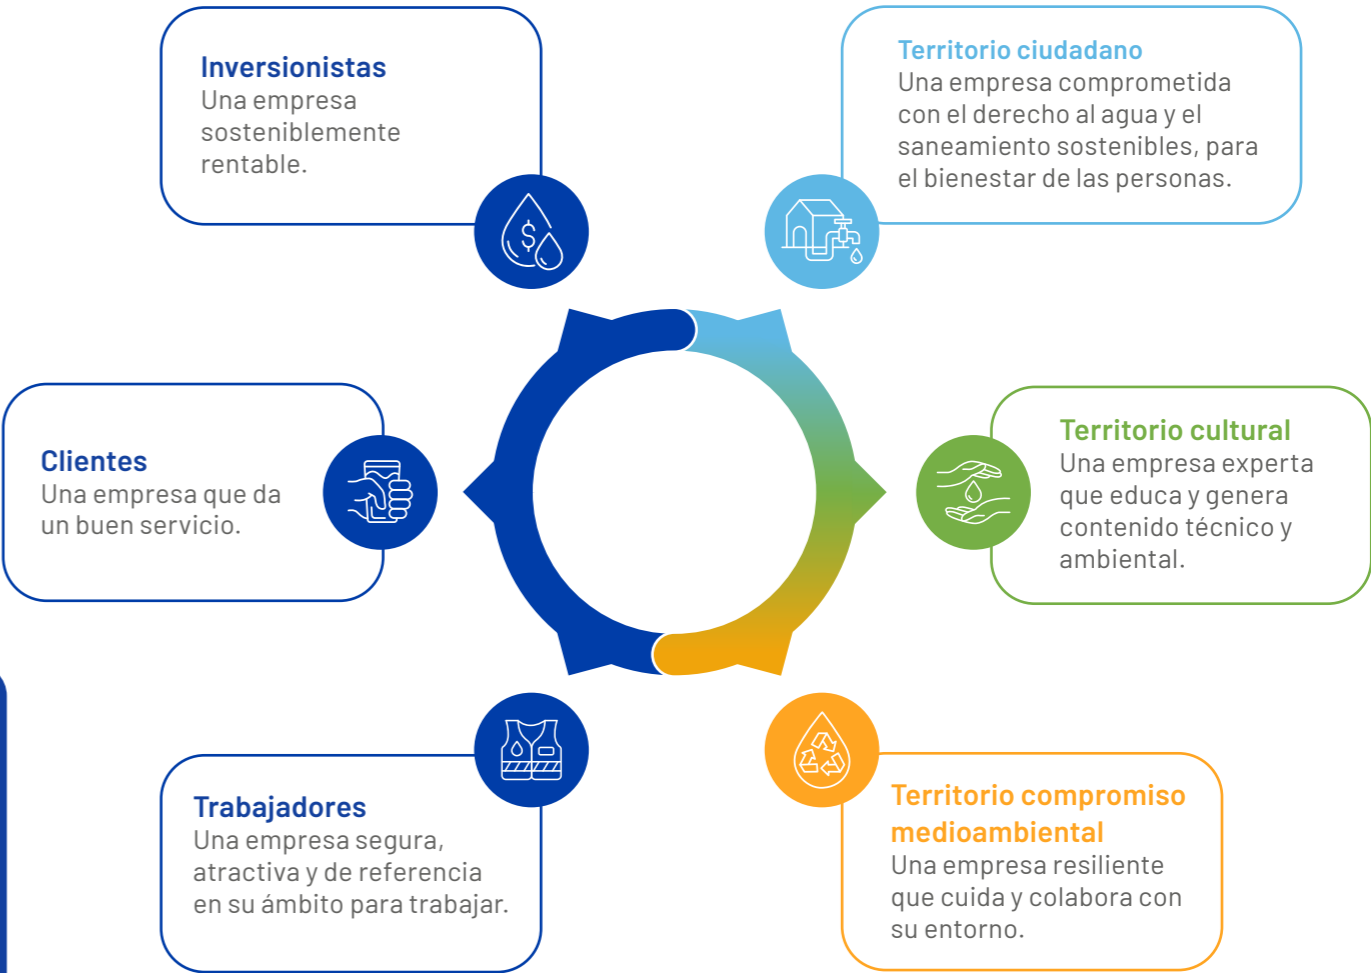 Inversionistas
Una empresa
sosteniblemente
rentable.
$
Territorio ciudadano
Una empresa comprometida
con el derecho al agua y el
saneamiento sostenibles, para
el bienestar de las personas.
Clientes
Una empresa que da
un buen servicio.
Territorio cultural
Una empresa experta
que educa y genera
contenido técnico y
ambiental.
Trabajadores
Una empresa segura,
atractiva y de referencia
en su ámbito para trabajar.
Territorio compromiso
medioambiental
Una empresa resiliente
que cuida y colabora con
su entorno.